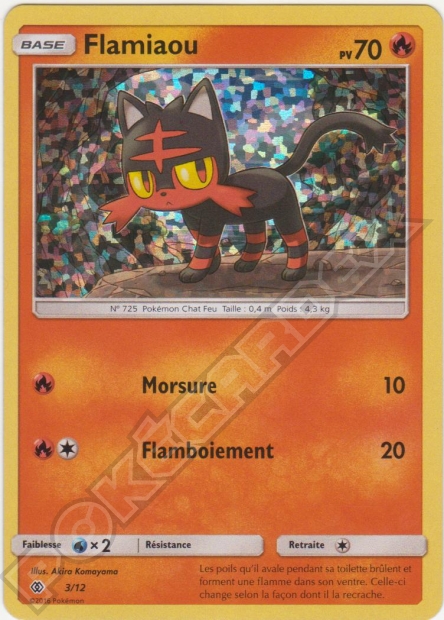 BASE Flamiaou PV70
N° 725 Pokémon Chat Feu Taille : 0,4 m Poids : 4,3 kg
Morsure 10
Flamboiement 20
Faiblesse ×2 Résistance Retraite
Illus. Akira Komayama
3/12
©2016 Pokémon
Les poils qu'il avale pendant sa toilette brûlent et
forment une flamme dans son ventre. Celle-ci
change selon la façon dont il la recrache.
POKÉCARDEX